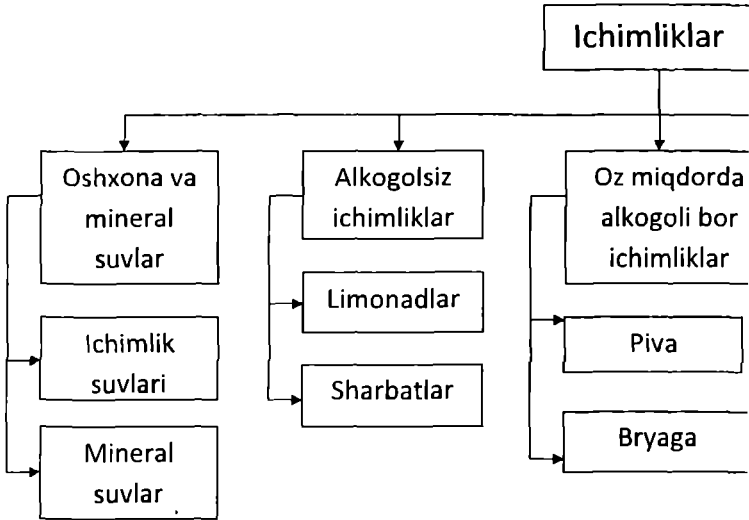 Ichimliklar
Oshxona va
mineral
suvlar
Alkogolsiz
ichimliklar
Oz miqdorda
alkogoli bor
ichimliklar
Limonadlar
Ichimlik
suvlari
Piva
Sharbatlar
Mineral
suvlar
Bryaga